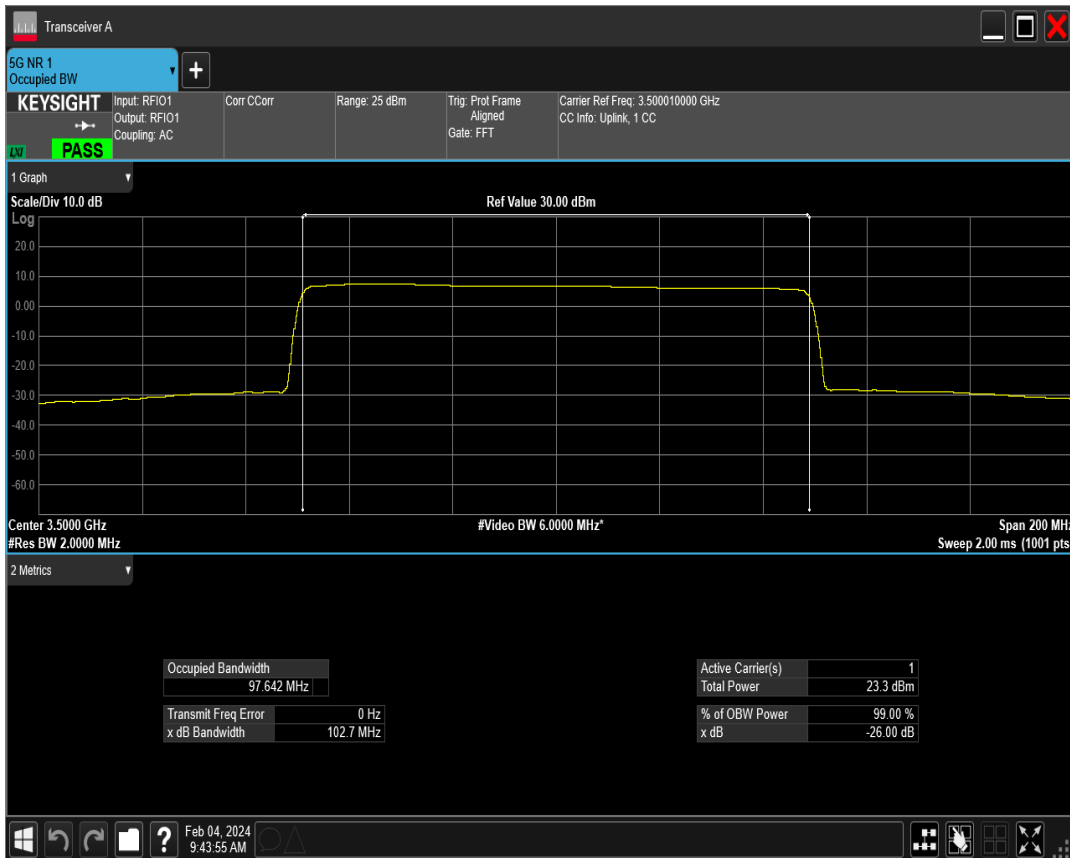 Transceiver A
5G NR 1
Occupied BW
KEYSIGHT
Input: RFIO1
Output: RFIO1
Coupling: AC
Corr CCorr
Range: 25 dBm
Trig: Prot Frame
Aligned
Gate: FFT
Carrier Ref Freq: 3.500010000 GHz
CC Info: Uplink, 1 CC
LXI
PASS
1 Graph
Scale/Div 10.0 dB
Ref Value 30.00 dBm
Log
20.0
10.0
0.00
-10.0
-20.0
-30.0
-40.0
-50.0
-60.0
Center 3.5000 GHz
#Video BW 6.0000 MHz*
Span 200 MHz
#Res BW 2.0000 MHz
Sweep 2.00 ms (1001 pts
2 Metrics
Occupied Bandwidth
97.642 MHz
Transmit Freq Error 0 Hz
x dB Bandwidth 102.7 MHz
Active Carrier(s) 1
Total Power 23.3 dBm
% of OBW Power 99.00 %
x dB -26.00 dB
?
Feb 04, 2024
9:43:55 AM